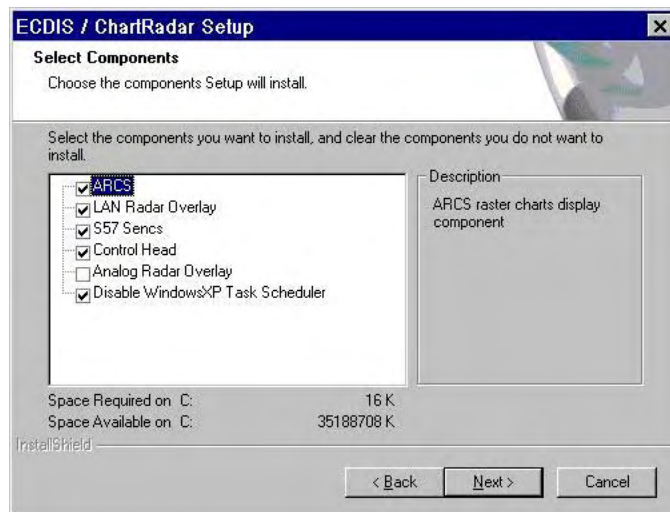 ECDIS / ChartRadar Setup
Select Components
Choose the components Setup will install.
Select the components you want to install, and clear the components you do not want to
install.
ARCS
LAN Radar Overlay
S57 Sencs
Control Head
Analog Radar Overlay
Disable WindowsXP Task Scheduler
Description
ARCS raster charts display
component
Space Required on C: 16 K
Space Available on C: 35188708 K
InstallShield
< Back Next > Cancel